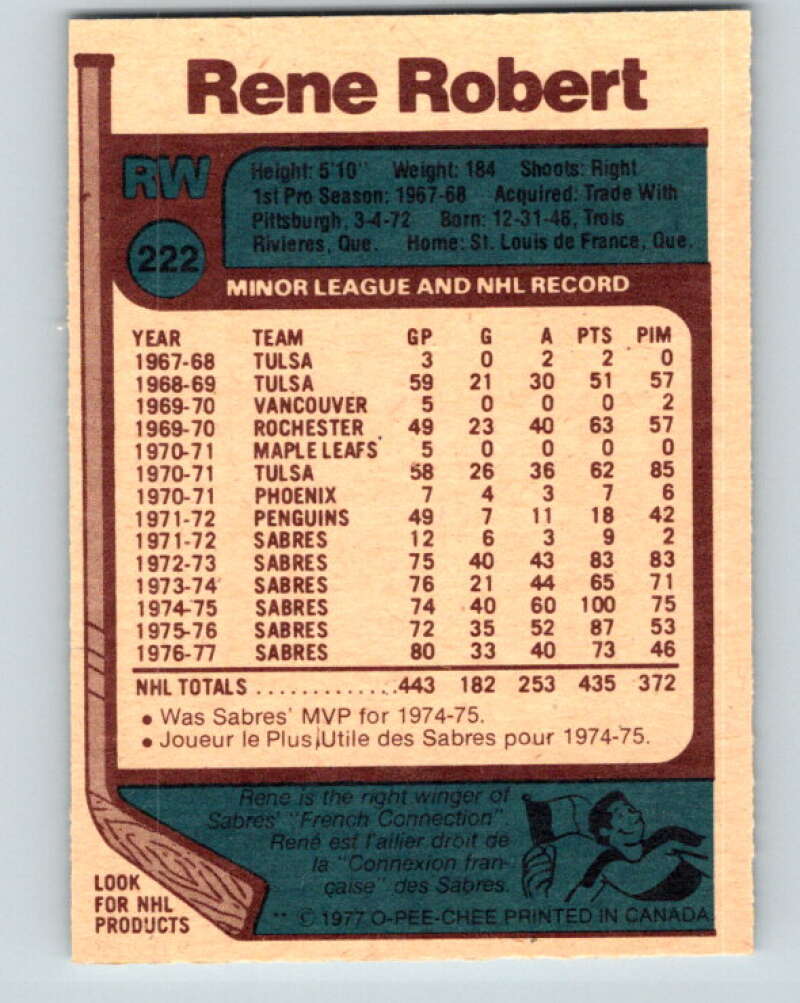 Rene Robert
RW
222
Height: 5'10" Weight: 184 Shoots: Right
1st Pro Season: 1967-68 Acquired: Trade With
Pittsburgh, 3-4-72 Born: 12-31-48, Trois
Rivieres, Que. Home: St. Louis de France, Que.
MINOR LEAGUE AND NHL RECORD
YEAR TEAM GP G A PTS PIM
1967-68 TULSA 3 0 2 2 0
1968-69 TULSA 59 21 30 51 57
1969-70 VANCOUVER 5 0 0 0 2
1969-70 ROCHESTER 49 23 40 63 57
1970-71 MAPLE LEAFS 5 0 0 0 0
1970-71 TULSA 58 26 36 62 85
1970-71 PHOENIX 7 4 3 7 6
1971-72 PENGUINS 49 7 11 18 42
1971-72 SABRES 12 6 3 9 2
1972-73 SABRES 75 40 43 83 83
1973-74 SABRES 76 21 44 65 71
1974-75 SABRES 74 40 60 100 75
1975-76 SABRES 72 35 52 87 53
1976-77 SABRES 80 33 40 73 46
NHL TOTALS .............443 182 253 435 372
• Was Sabres' MVP for 1974-75.
• Joueur le Plus Utile des Sabres pour 1974-75.
Rene is the right winger of
Sabres' "French Connection".
René est l'ailier droit de
la "Connexion fran-
çaise" des Sabres.
LOOK
FOR NHL
PRODUCTS
** © 1977 O-PEE-CHEE PRINTED IN CANADA